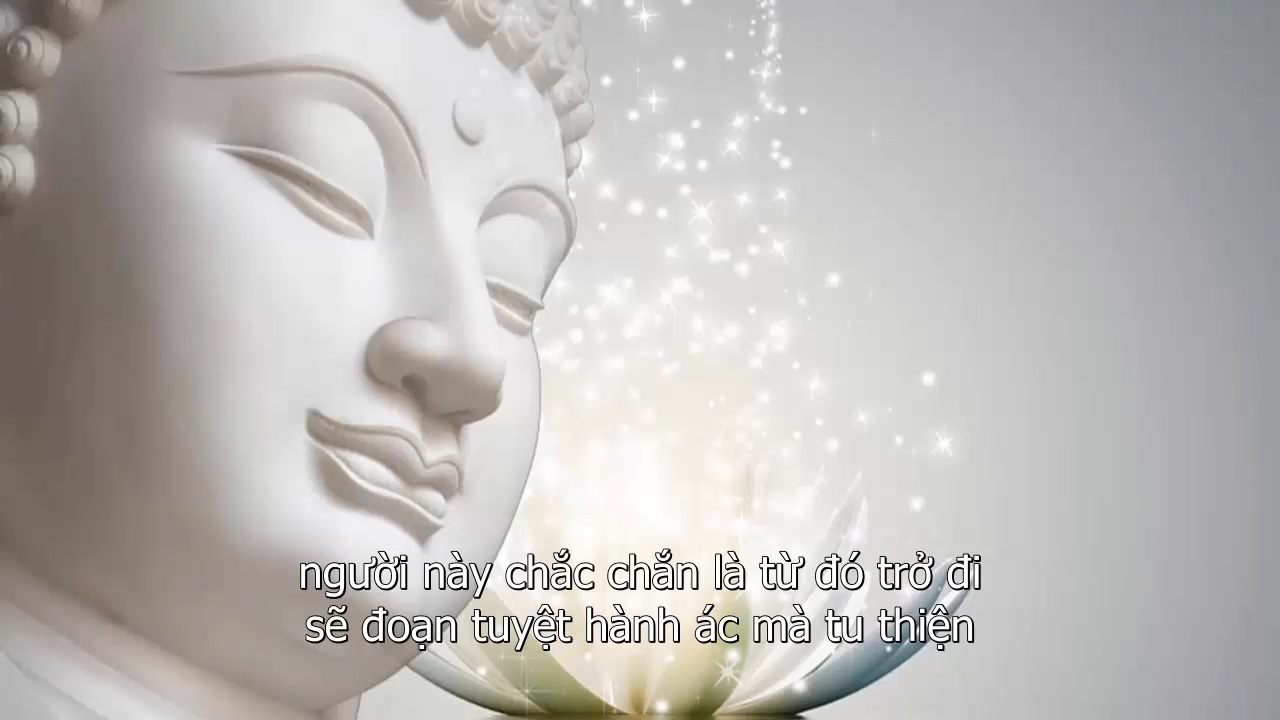 người này chắc chắn là từ đó trở đi
sẽ đoạn tuyệt hành ác mà tu thiện